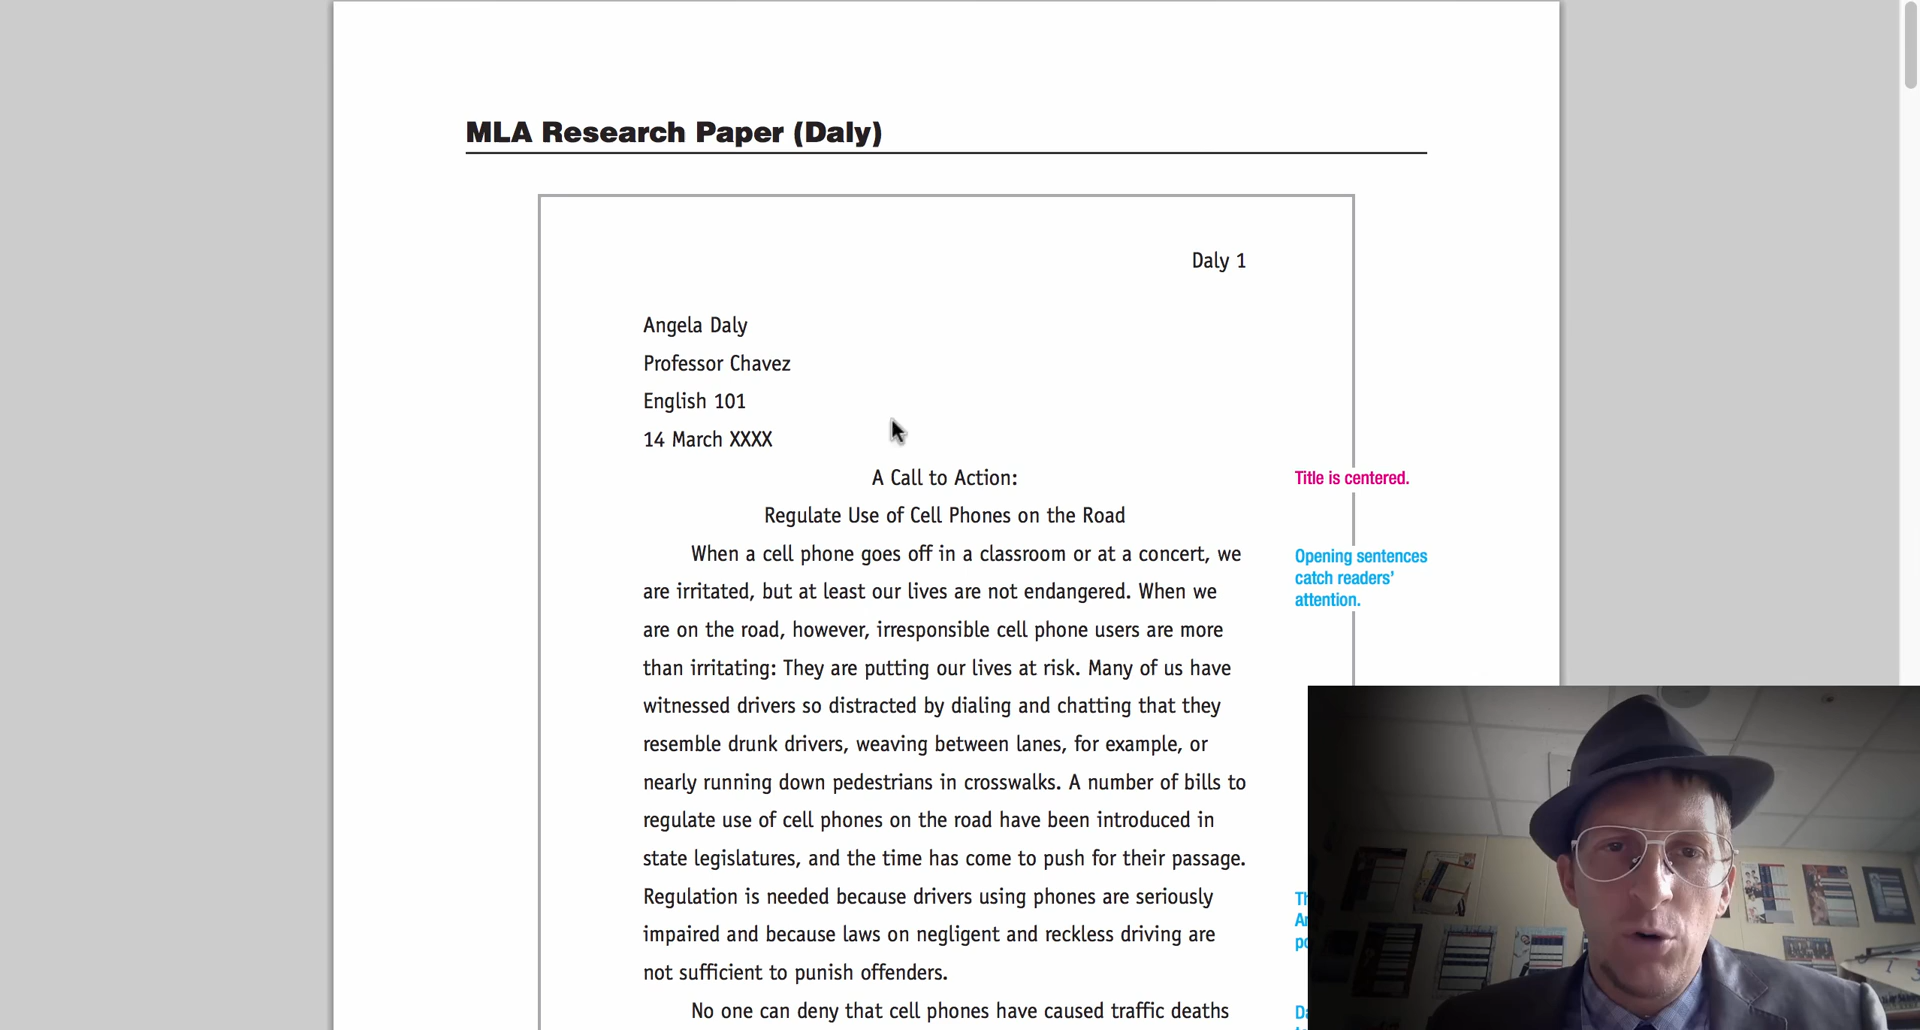 MLA Research Paper (Daly)
Daly 1
Angela Daly
Professor Chavez
English 101
14 March XXXX
A Call to Action:
Title is centered.
Regulate Use of Cell Phones on the Road
When a cell phone goes off in a classroom or at a concert, we
Opening sentences
catch readers'
attention.
are irritated, but at least our lives are not endangered. When we
are on the road, however, irresponsible cell phone users are more
than irritating: They are putting our lives at risk. Many of us have
witnessed drivers so distracted by dialing and chatting that they
resemble drunk drivers, weaving between lanes, for example, or
nearly running down pedestrians in crosswalks. A number of bills to
regulate use of cell phones on the road have been introduced in
state legislatures, and the time has come to push for their passage.
Regulation is needed because drivers using phones are seriously
impaired and because laws on negligent and reckless driving are
not sufficient to punish offenders.
No one can deny that cell phones have caused traffic deaths